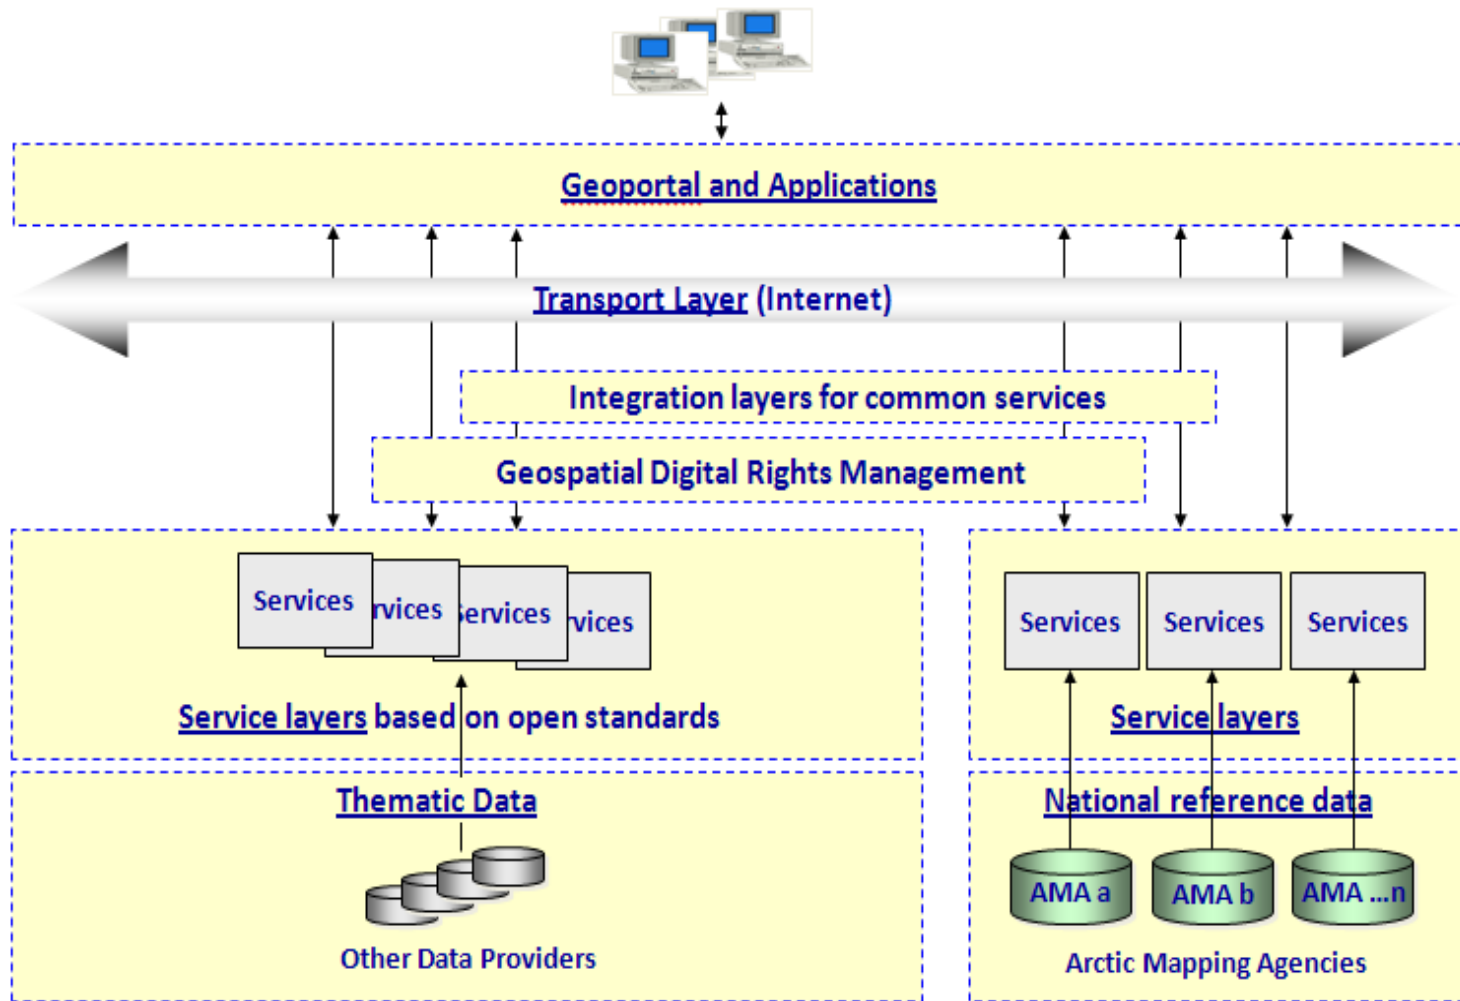 Geoportal and Applications
Transport Layer (Internet)
Integration layers for common services
Geospatial Digital Rights Management
Services
rvices
Services
rvices
Services
Services
Services
Service layers based on open standards
Service layers
Thematic Data
National reference data
AMA a
AMA b
AMA ...n
Other Data Providers
Arctic Mapping Agencies